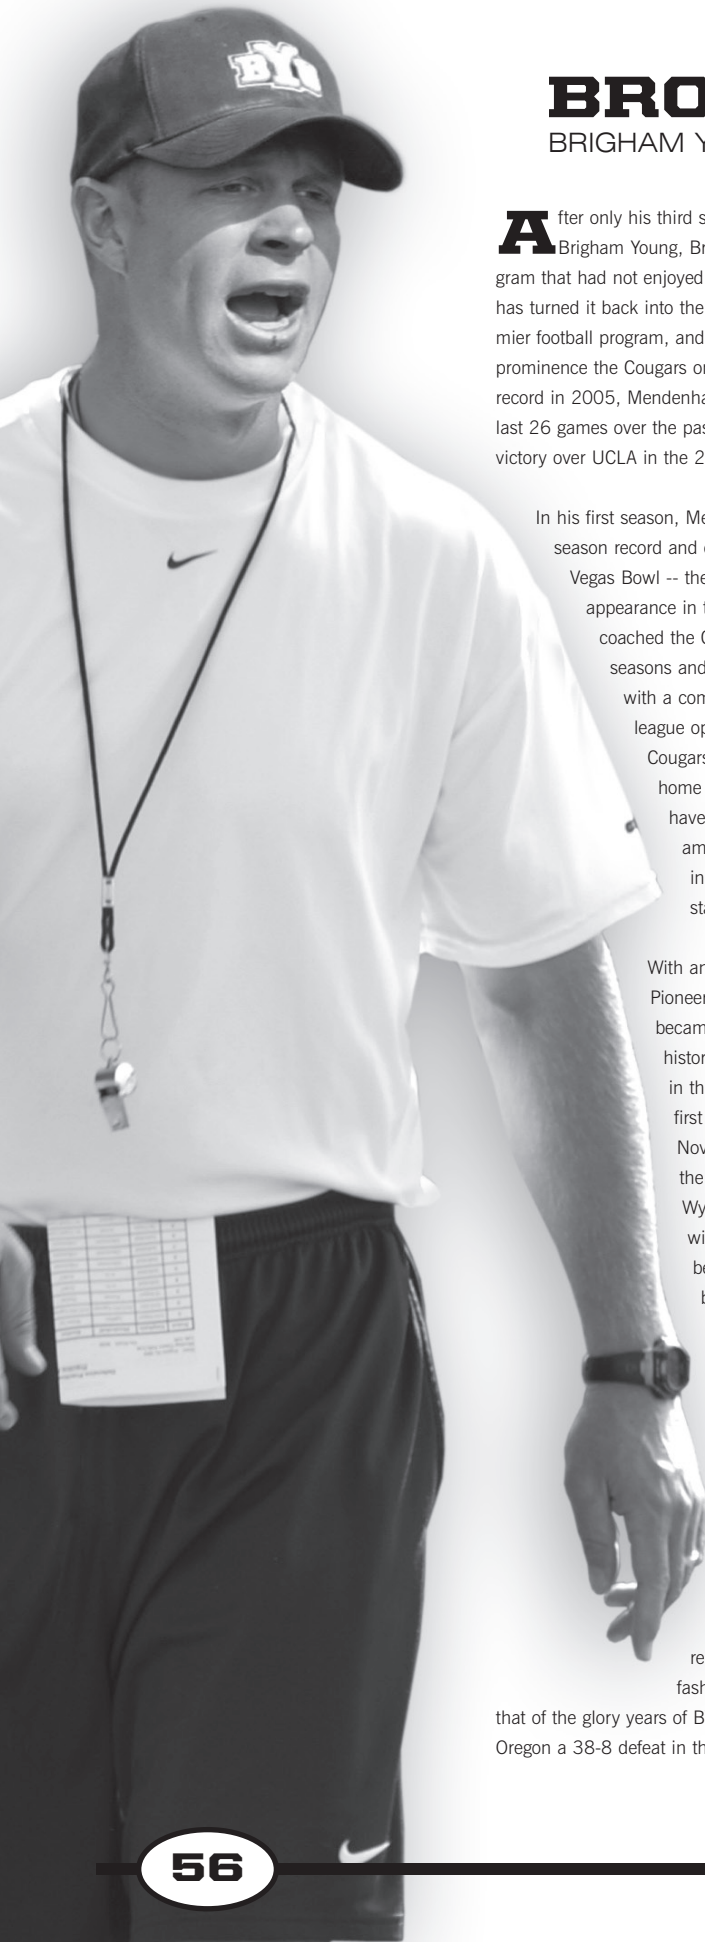 BYU
BRO
BRIGHAM Y
After only his third s
Brigham Young, Br
gram that had not enjoyed
has turned it back into the
mier football program, and
prominence the Cougars o
record in 2005, Mendenha
last 26 games over the pas
victory over UCLA in the 2
In his first season, Me
season record and
Vegas Bowl -- the
appearance in t
coached the C
seasons and
with a com
league op
Cougars
home
have
am
in
sta
With an
Pioneer
becam
histor
in th
first
Nov
the
Wy
wi
be
b
re
fash
that of the glory years of B
Oregon a 38-8 defeat in th
56